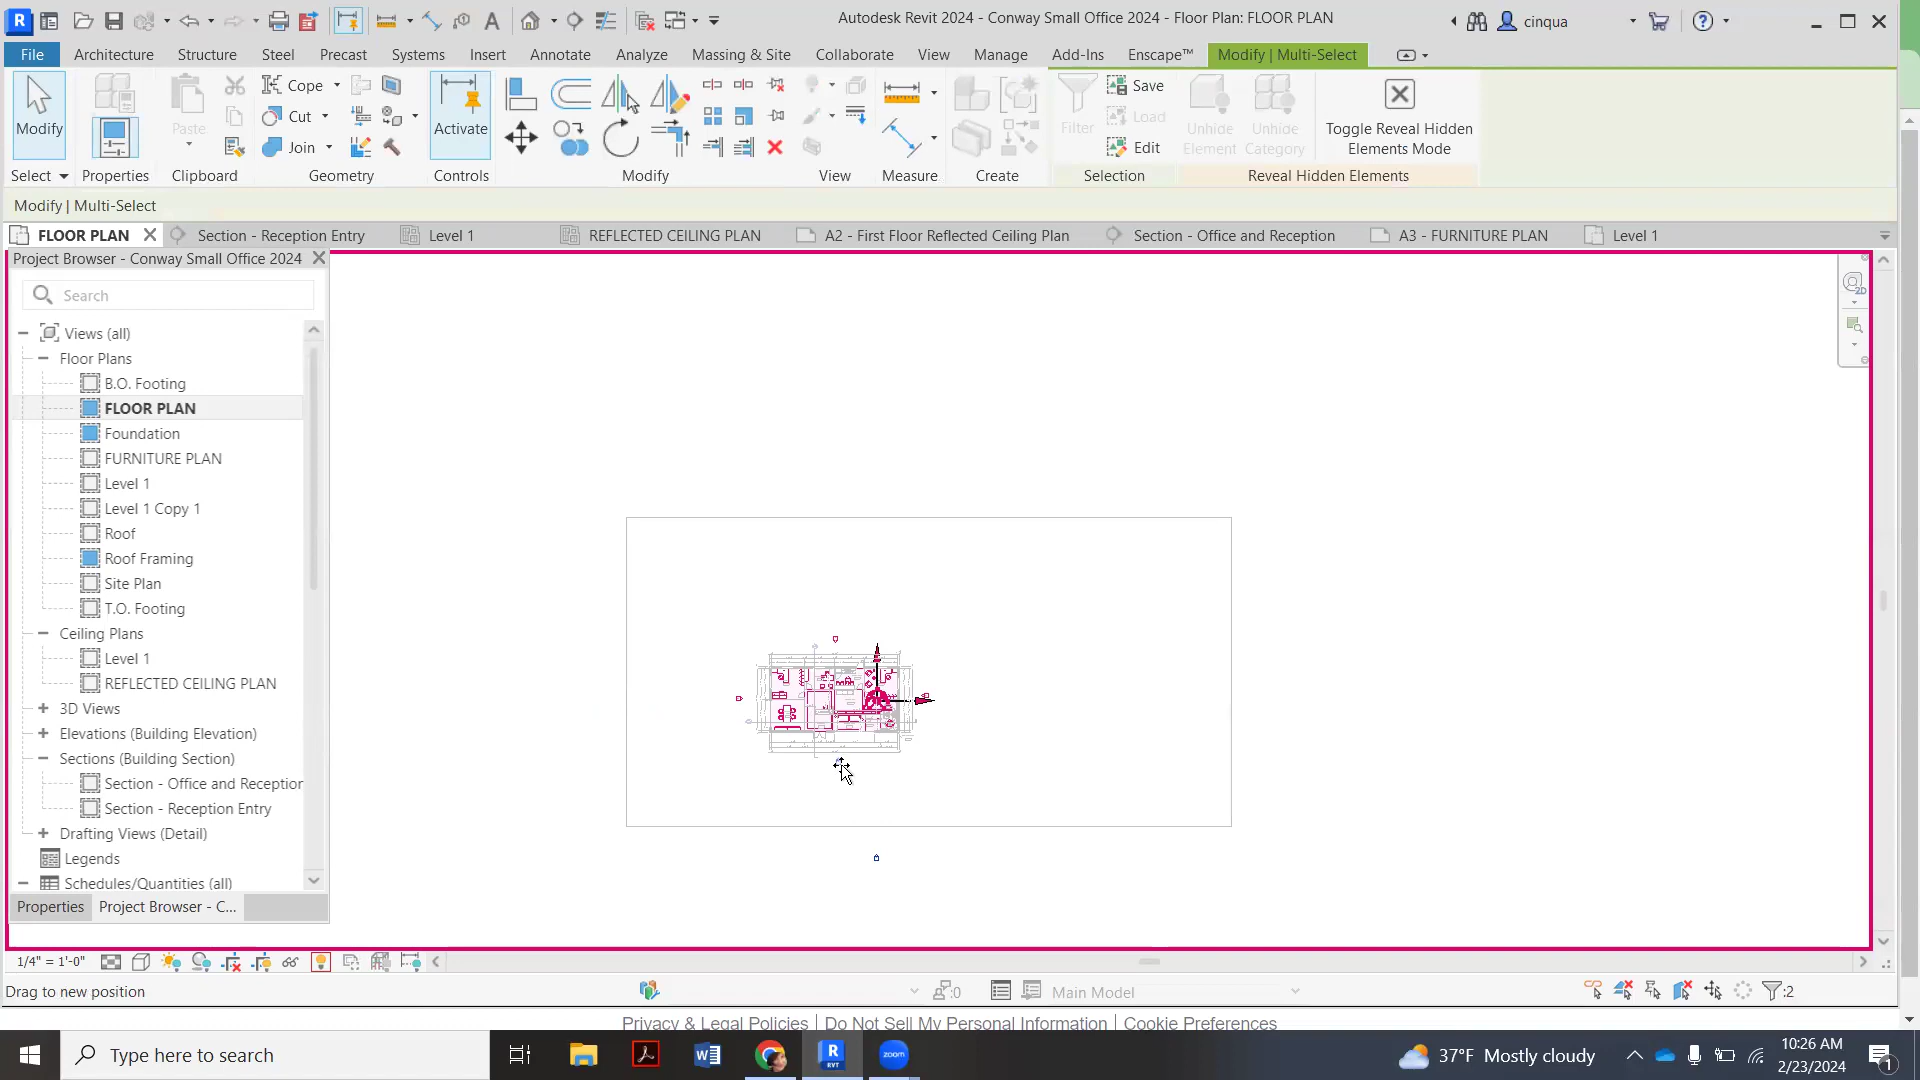 Autodesk Revit 2024 - Conway Small Office 2024 - Floor Plan: FLOOR PLAN
cinqua
File Architecture Structure Steel Precast Systems Insert Annotate Analyze Massing & Site Collaborate View Manage Add-Ins Enscape™ Modify | Multi-Select
Modify
Paste
Cope
Cut
Join
Activate
Filter
Save
Load
Edit
Unhide Element
Unhide Category
Toggle Reveal Hidden Elements Mode
Select Properties Clipboard Geometry Controls Modify View Measure Create Selection Reveal Hidden Elements
Modify | Multi-Select
FLOOR PLAN Section - Reception Entry Level 1 REFLECTED CEILING PLAN A2 - First Floor Reflected Ceiling Plan Section - Office and Reception A3 - FURNITURE PLAN Level 1
Project Browser - Conway Small Office 2024
Search
Views (all)
Floor Plans
B.O. Footing
FLOOR PLAN
Foundation
FURNITURE PLAN
Level 1
Level 1 Copy 1
Roof
Roof Framing
Site Plan
T.O. Footing
Ceiling Plans
Level 1
REFLECTED CEILING PLAN
3D Views
Elevations (Building Elevation)
Sections (Building Section)
Section - Office and Reception
Section - Reception Entry
Drafting Views (Detail)
Legends
Schedules/Quantities (all)
Properties Project Browser - C...
2D
1/4" = 1'-0"
Drag to new position
:0
Main Model
:2
Privacy & Legal Policies | Do Not Sell My Personal Information | Cookie Preferences
Type here to search
zoom
R
RVT
37°F Mostly cloudy
10:26 AM
2/23/2024
1